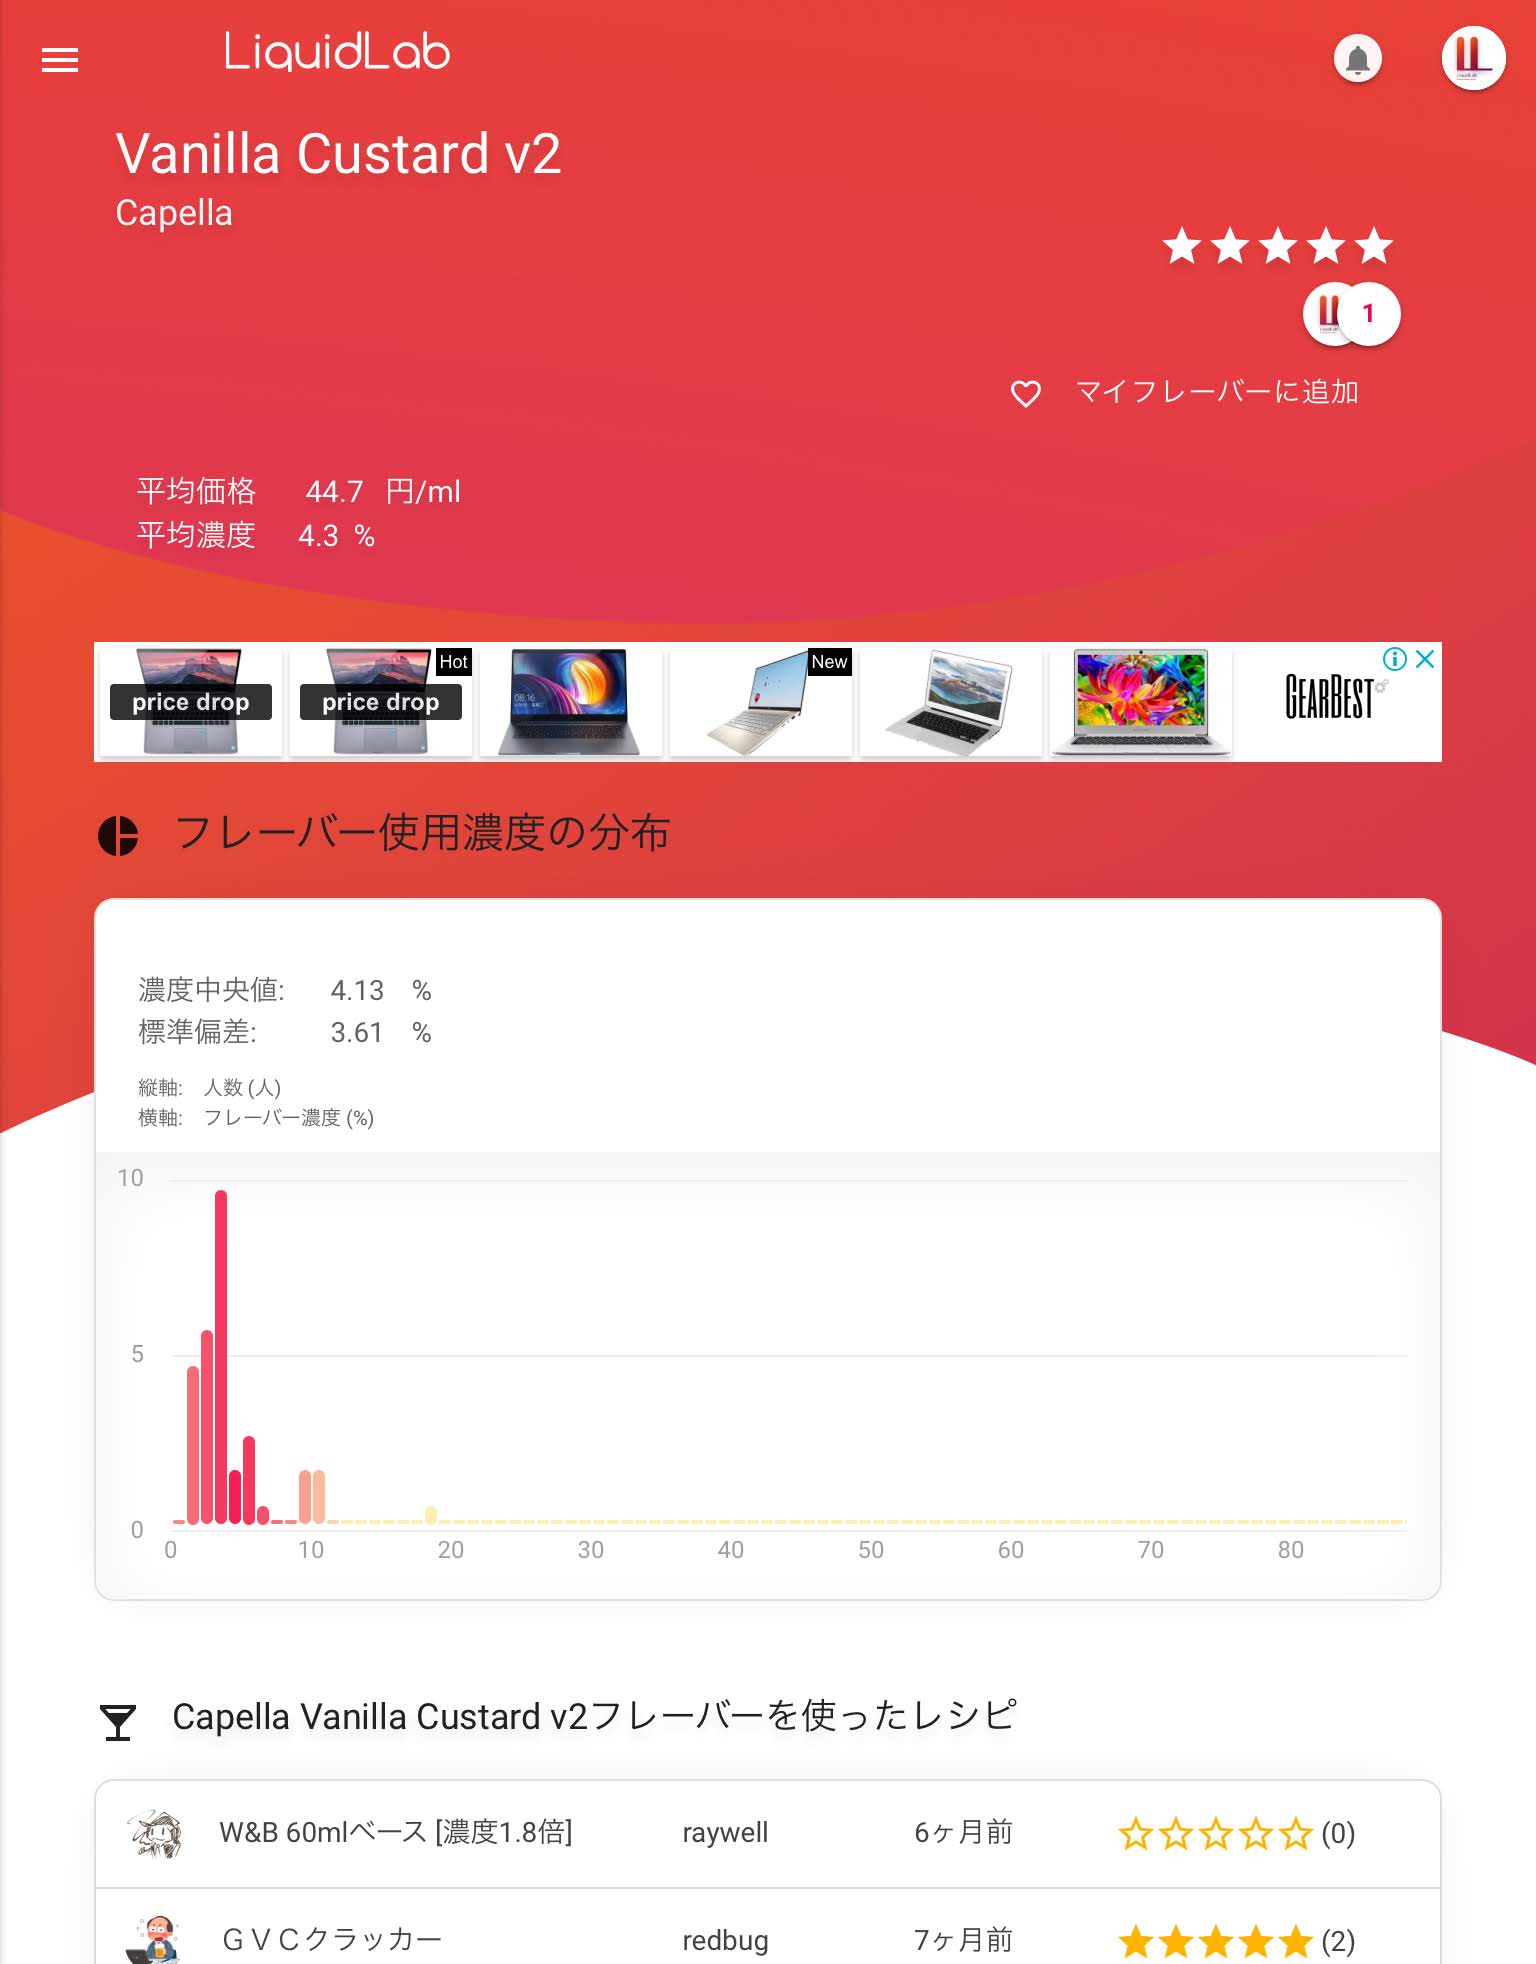 LiquidLab
Vanilla Custard v2
Capella
1
マイフレーバーに追加
平均価格 44.7 円/ml
平均濃度 4.3 %
price drop
price drop
Hot
08:16
New
GEARBEST
フレーバー使用濃度の分布
濃度中央値: 4.13 %
標準偏差: 3.61 %
縦軸: 人数 (人)
横軸: フレーバー濃度 (%)
10
5
0
0 10 20 30 40 50 60 70 80
Capella Vanilla Custard v2フレーバーを使ったレシピ
W&B 60mlベース [濃度1.8倍] raywell 6ヶ月前 (0)
ＧＶＣクラッカー redbug 7ヶ月前 (2)